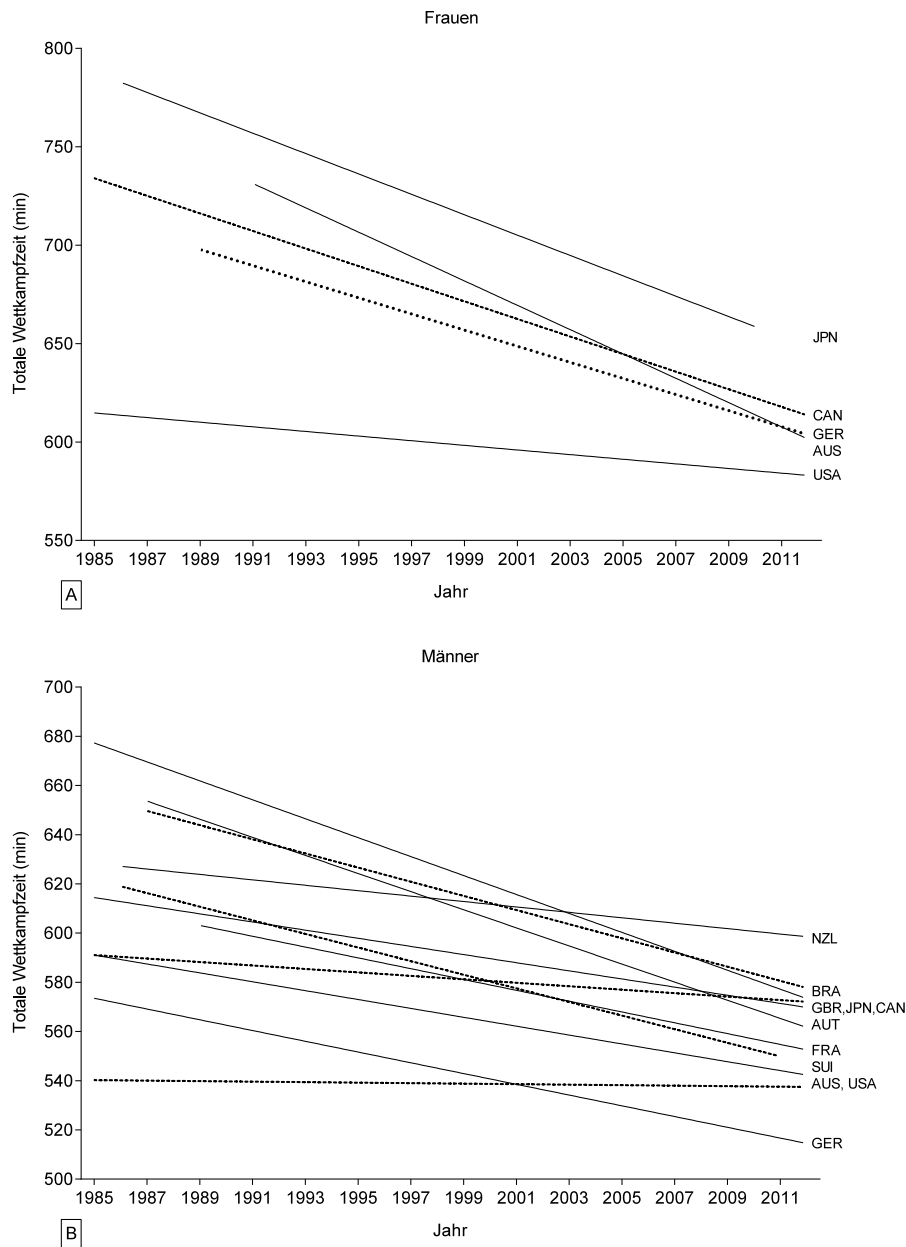 Frauen
800
750
700
650
600
550
Totale Wettkampfzeit (min)
JPN
CAN
GER
AUS
USA
1985 1987 1989 1991 1993 1995 1997 1999 2001 2003 2005 2007 2009 2011
Jahr
A
Männer
700
680
660
640
620
600
580
560
540
520
500
Totale Wettkampfzeit (min)
NZL
BRA
GBR,JPN,CAN
AUT
FRA
SUI
AUS, USA
GER
1985 1987 1989 1991 1993 1995 1997 1999 2001 2003 2005 2007 2009 2011
Jahr
B